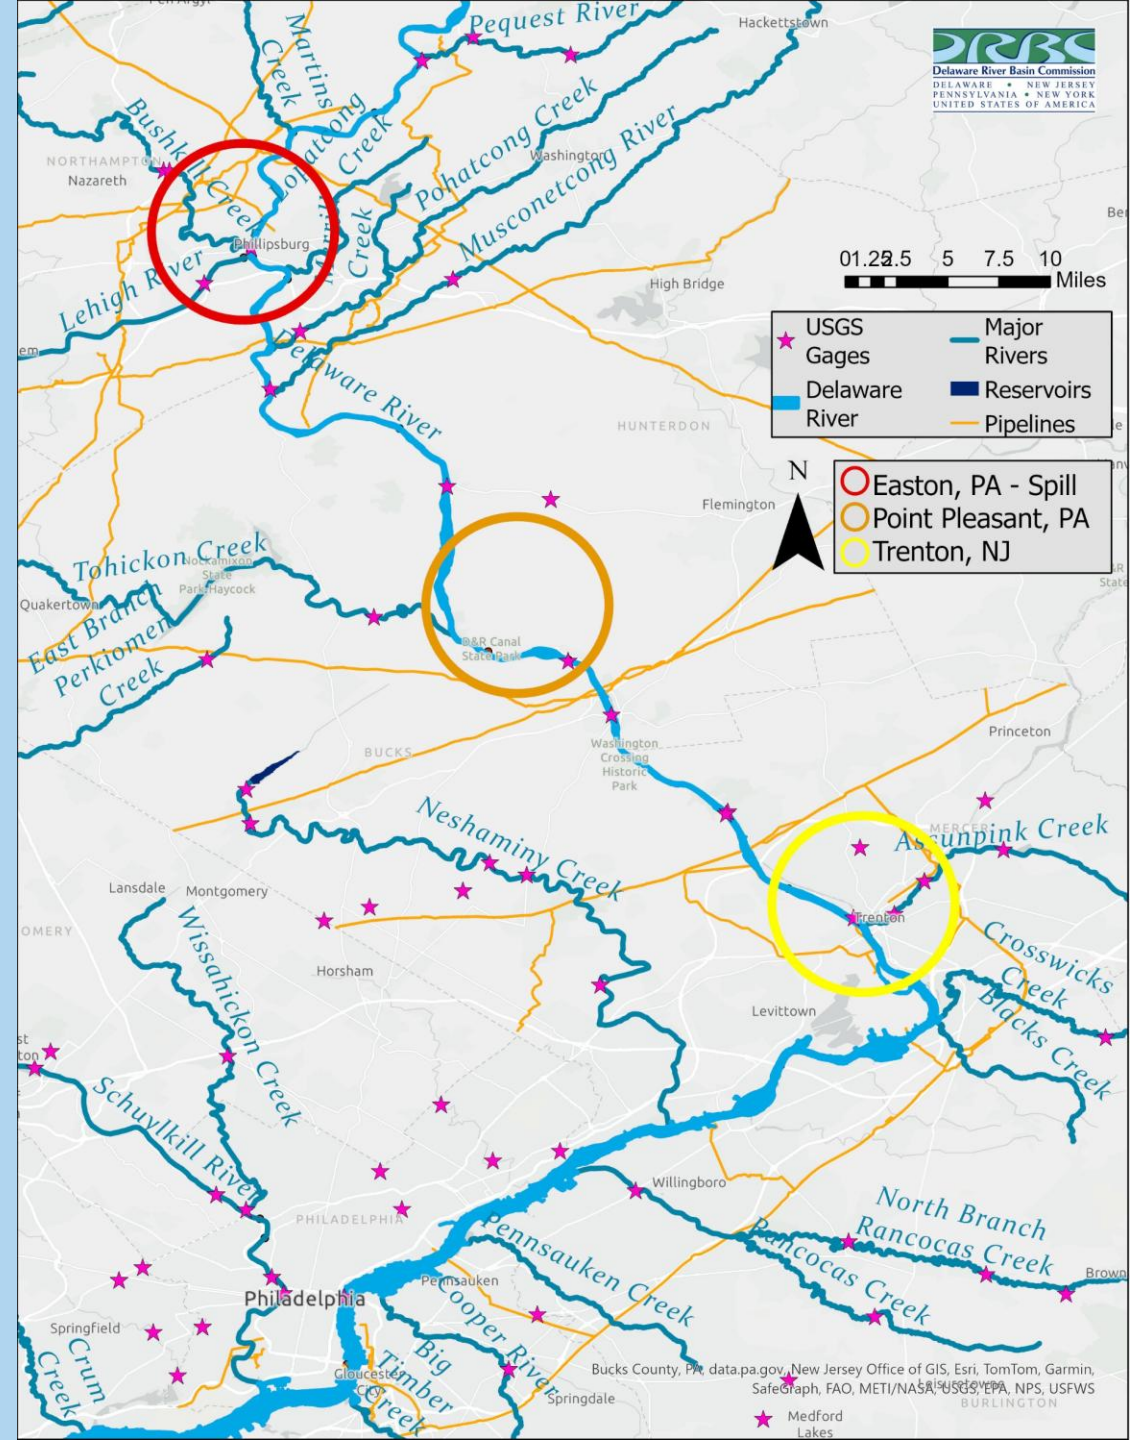 Pequest River
Hackettstown
Martins
Creek
DRBC
Delaware River Basin Commission
DELAWARE • NEW JERSEY
PENNSYLVANIA • NEW YORK
UNITED STATES OF AMERICA
Bushkill Creek
Lopatcong
Creek
Pohatcong Creek
Washington
Musconetcong River
NORTHAMPTON
Nazareth
Phillipsburg
Creek
Lehigh River
High Bridge
01.252.5 5 7.5 10
Miles
USGS
Gages
Major
Rivers
Delaware
River
Reservoirs
Pipelines
Delaware River
HUNTERDON
N
Easton, PA - Spill
Point Pleasant, PA
Trenton, NJ
Flemington
Tohickon Creek
Nockamixon
State
Park Haycock
Quakertown
East Branch
Perkiomen
Creek
D&R Canal
State Park
Washington
Crossing
Historic
Park
Princeton
BUCKS
Neshaminy Creek
MERCER
Assunpink Creek
Lansdale
Montgomery
Wissahickon Creek
Trenton
OMERY
Horsham
Crosswicks
Creek
Levittown
Blacks Creek
Schuylkill River
Willingboro
PHILADELPHIA
North Branch
Rancocas Creek
Rancocas Creek
Pennsauken Creek
Pennsauken
Brown
Philadelphia
Cooper River
Springfield
Crum
Creek
Big
Timber
Creek
Gloucester
City
Springdale
Bucks County, PA, data.pa.gov, New Jersey Office of GIS, Esri, TomTom, Garmin,
SafeGraph, FAO, METI/NASA, USGS, EPA, NPS, USFWS
BURLINGTON
Medford
Lakes